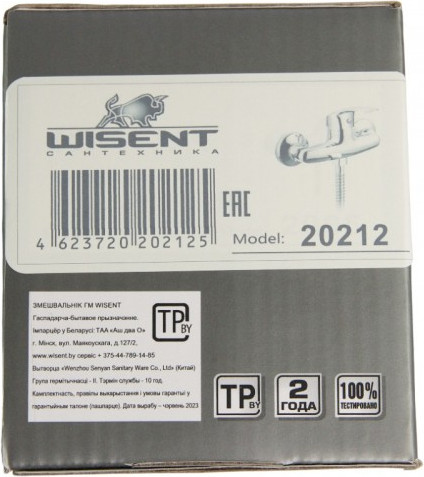 WISENT
САНТЕХНИКА
4 623720 202125
EAC
Model: 20212
ЗМЕШВАЛЬНІК ГМ WISENT
Гаспадарча-бытавое прызначэнне.
Імпарцёр у Беларусі: ТАА «Аш два О»
г. Мінск, вул. Маякоўскага, д.127/2,
www.wisent.by сервіс + 375-44-789-14-85
Вытворца «Wenzhou Senyan Sanitary Ware Co., Ltd» (Китай)
Група герметычнасці - II. Тэрмін службы - 10 год.
Камплектнасць, правілы выкарыстання і умовы гарантыі у
гарантыйным талоне (пашпарце). Дата вырабу – чэрвень 2023
TP BY
TP BY
2 ГОДА
100% ТЕСТИРОВАНО